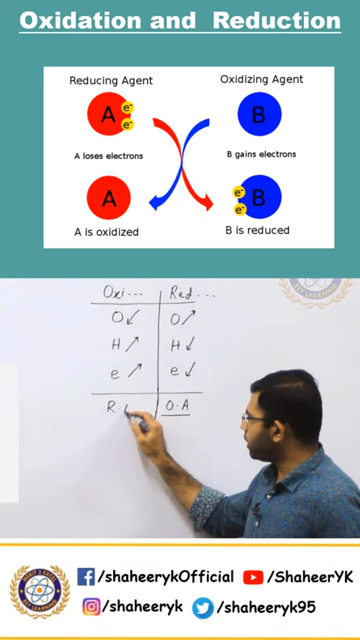 Oxidation and Reduction
Reducing Agent
Oxidizing Agent
A
e-
e-
B
A loses electrons
B gains electrons
A
e-
e-
B
A is oxidized
B is reduced
Oxi ---
Red ---
O ↙
O ↗
H ↗
H ↙
e ↗
e ↙
R.
O.A
/shaheerykOfficial
/ShaheerYK
/shaheeryk
/shaheeryk95